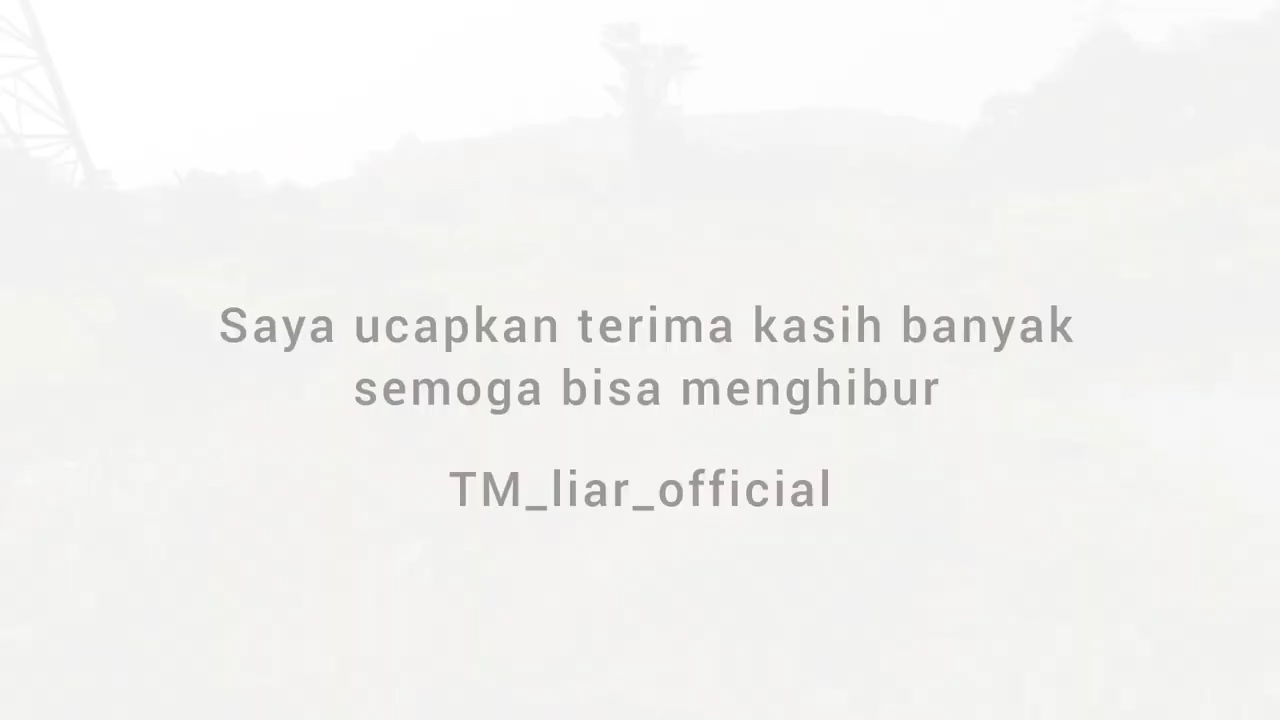 Saya ucapkan terima kasih banyak
semoga bisa menghibur
TM_liar_official